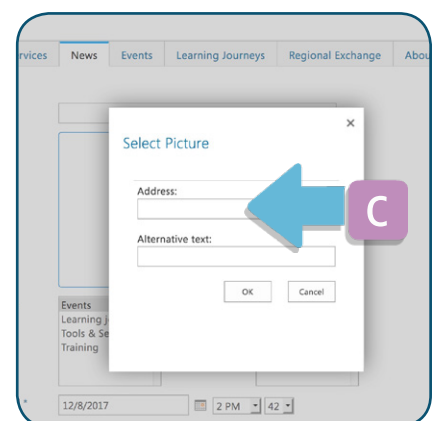 rvices News Events Learning Journeys Regional Exchange Abou
×
Select Picture
Address:
C
Alternative text:
OK Cancel
Events
Learning j
Tools & Se
Training
* 12/8/2017 2 PM 42